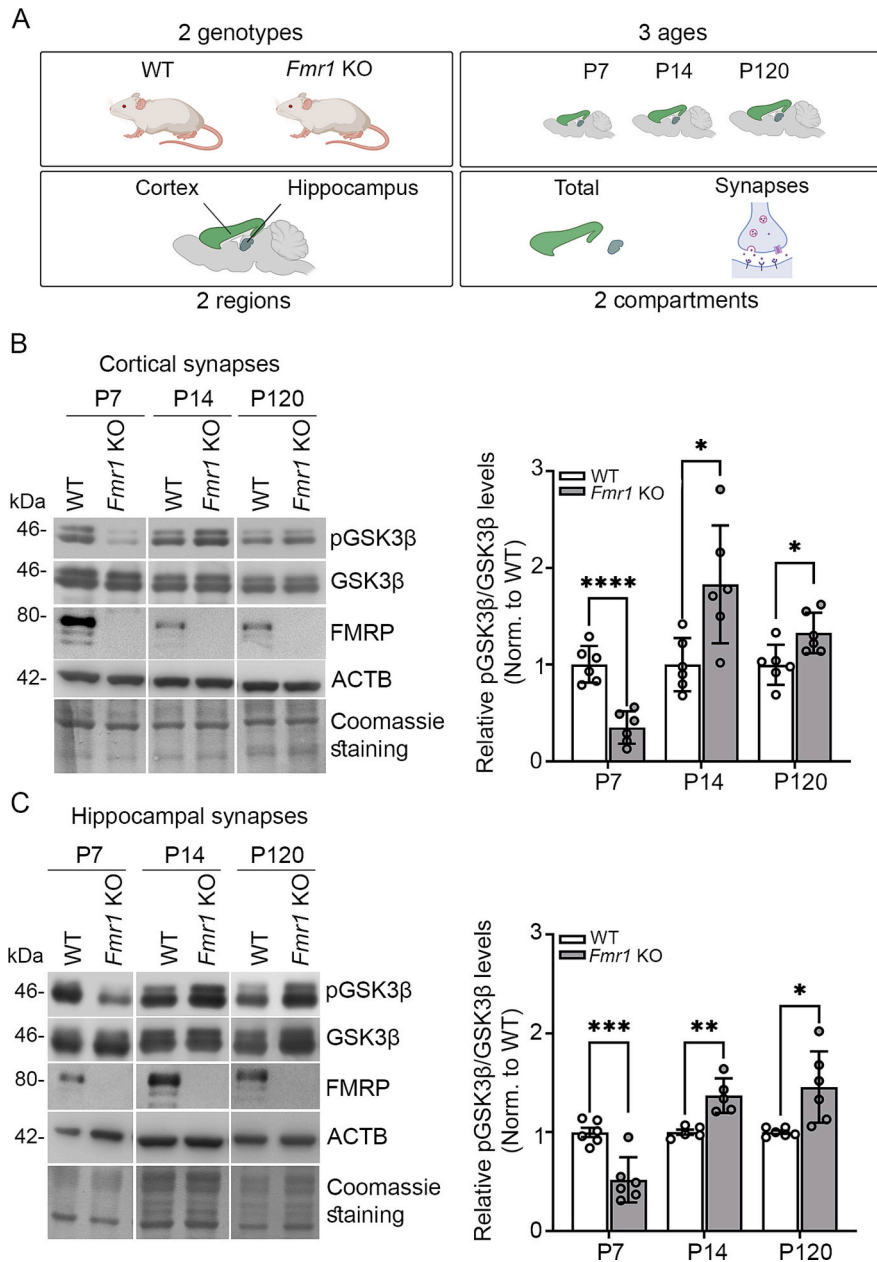 A
2 genotypes
WT
Fmr1 KO
3 ages
P7
P14
P120
Cortex
Hippocampus
2 regions
Total
Synapses
2 compartments
B
Cortical synapses
P7
P14
P120
kDa
WT
Fmr1 KO
WT
Fmr1 KO
WT
Fmr1 KO
46-
pGSK3β
46-
GSK3β
80-
FMRP
42-
ACTB
Coomassie
staining
Relative pGSK3β/GSK3β levels
(Norm. to WT)
3
2
1
0
WT
Fmr1 KO
****
*
*
P7
P14
P120
C
Hippocampal synapses
P7
P14
P120
kDa
WT
Fmr1 KO
WT
Fmr1 KO
WT
Fmr1 KO
46-
pGSK3β
46-
GSK3β
80-
FMRP
42-
ACTB
Coomassie
staining
Relative pGSK3β/GSK3β levels
(Norm. to WT)
3
2
1
0
WT
Fmr1 KO
***
**
*
P7
P14
P120